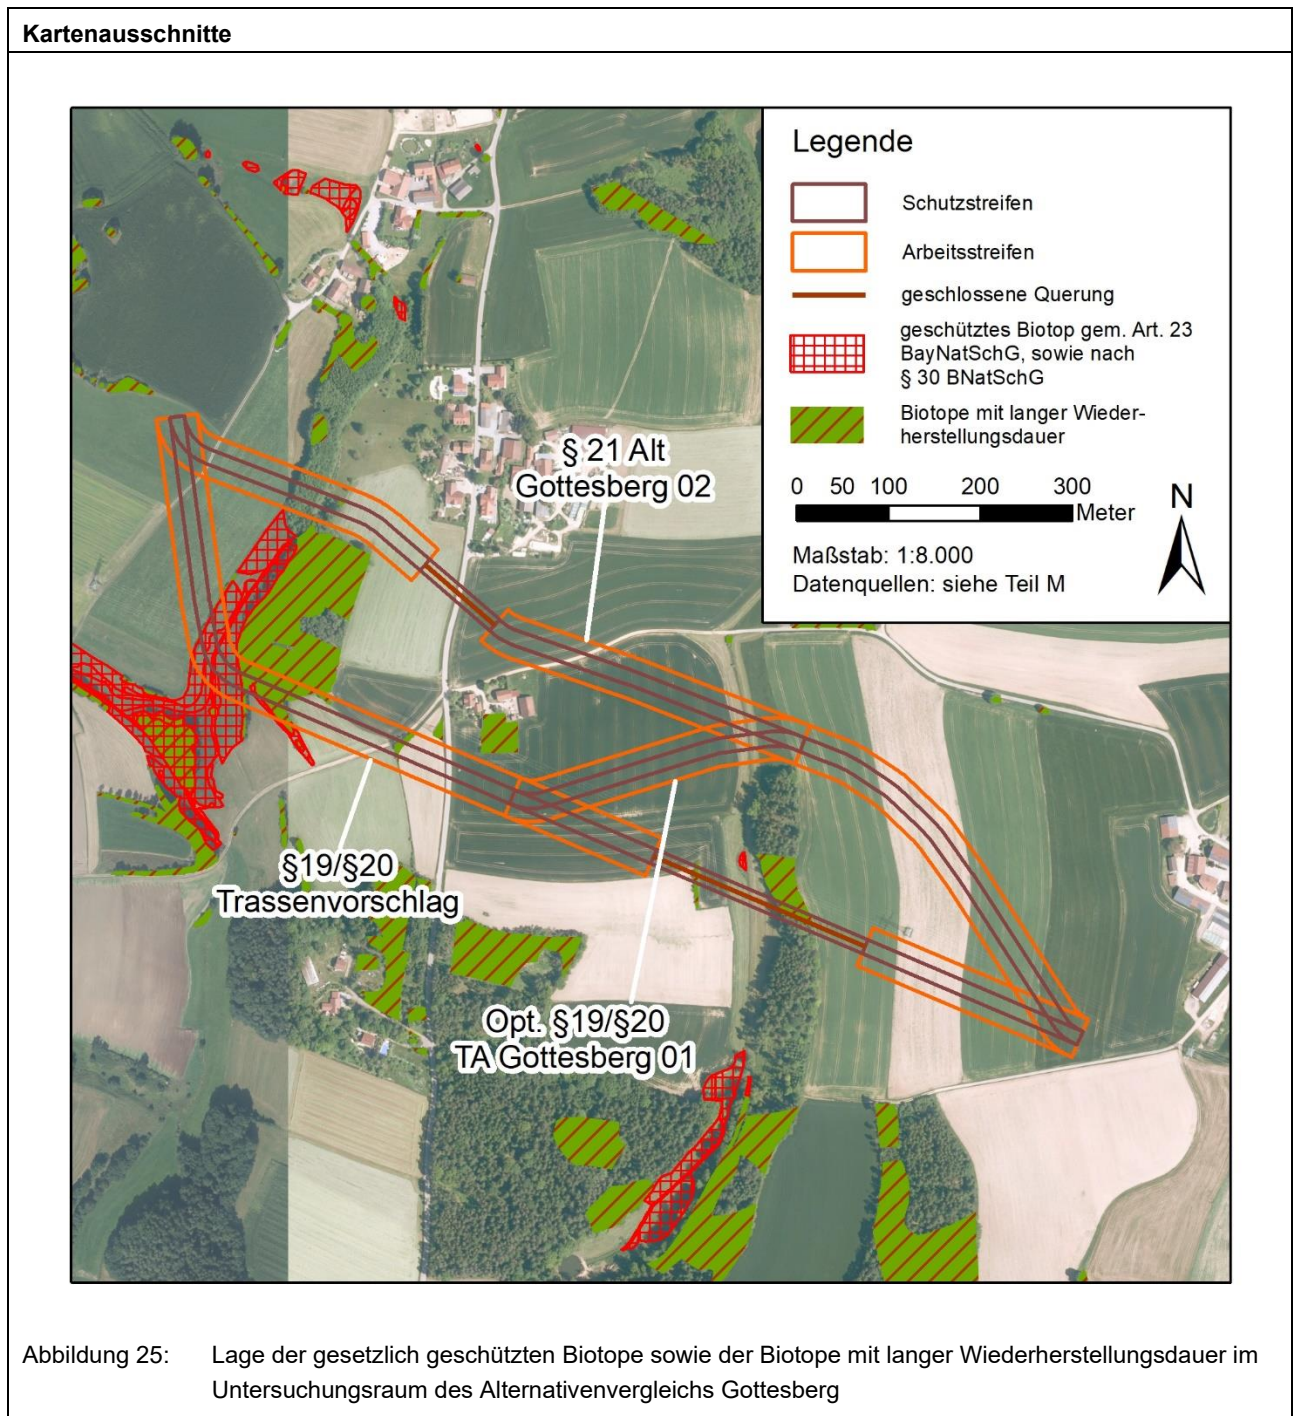 Kartenausschnitte
Legende
Schutzstreifen
Arbeitsstreifen
geschlossene Querung
geschütztes Biotop gem. Art. 23
BayNatSchG, sowie nach
§ 30 BNatSchG
Biotope mit langer Wieder-
herstellungsdauer
0 50 100 200 300
Meter
N
Maßstab: 1:8.000
Datenquellen: siehe Teil M
§ 21 Alt
Gottesberg 02
§19/§20
Trassenvorschlag
Opt. §19/§20
TA Gottesberg 01
Abbildung 25: Lage der gesetzlich geschützten Biotope sowie der Biotope mit langer Wiederherstellungsdauer im
Untersuchungsraum des Alternativenvergleichs Gottesberg